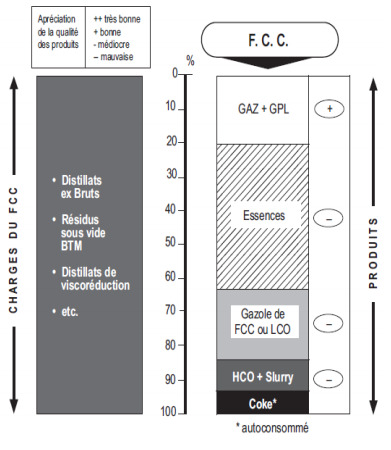 Apréciation
de la qualité
des produits
++ très bonne
+ bonne
- médiocre
– mauvaise
F. C. C.
%
0
10
20
30
40
50
60
70
80
90
100
CHARGES DU FCC
• Distillats
ex Bruts
• Résidus
sous vide
BTM
• Distillats de
viscoréduction
• etc.
GAZ + GPL
+
Essences
–
Gazole de
FCC ou LCO
–
HCO + Slurry
–
Coke*
PRODUITS
* autoconsommé